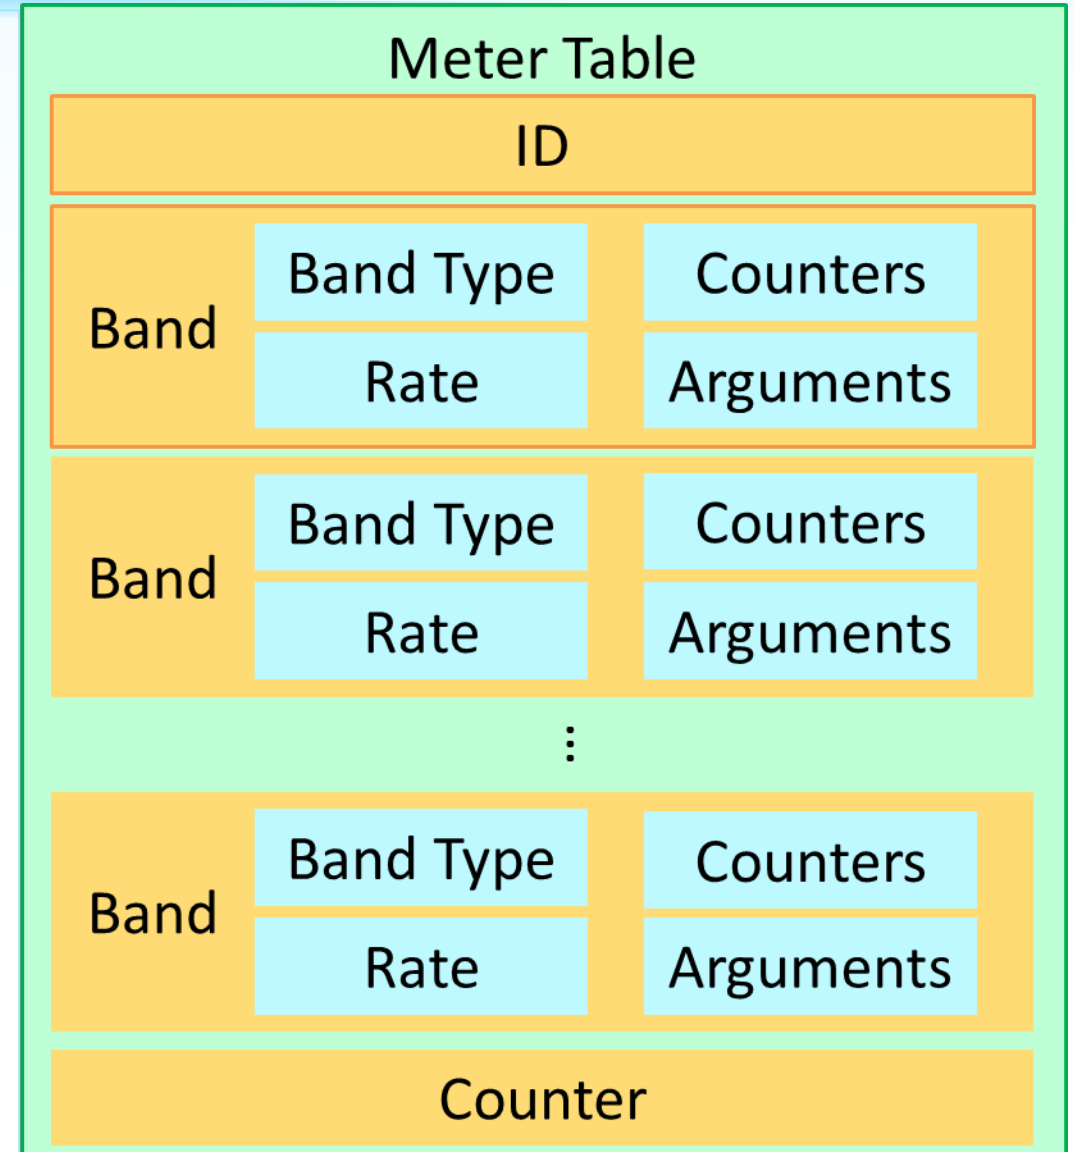 Meter Table
ID
Band
Band Type
Counters
Rate
Arguments
Band
Band Type
Counters
Rate
Arguments
⋮
Band
Band Type
Counters
Rate
Arguments
Counter